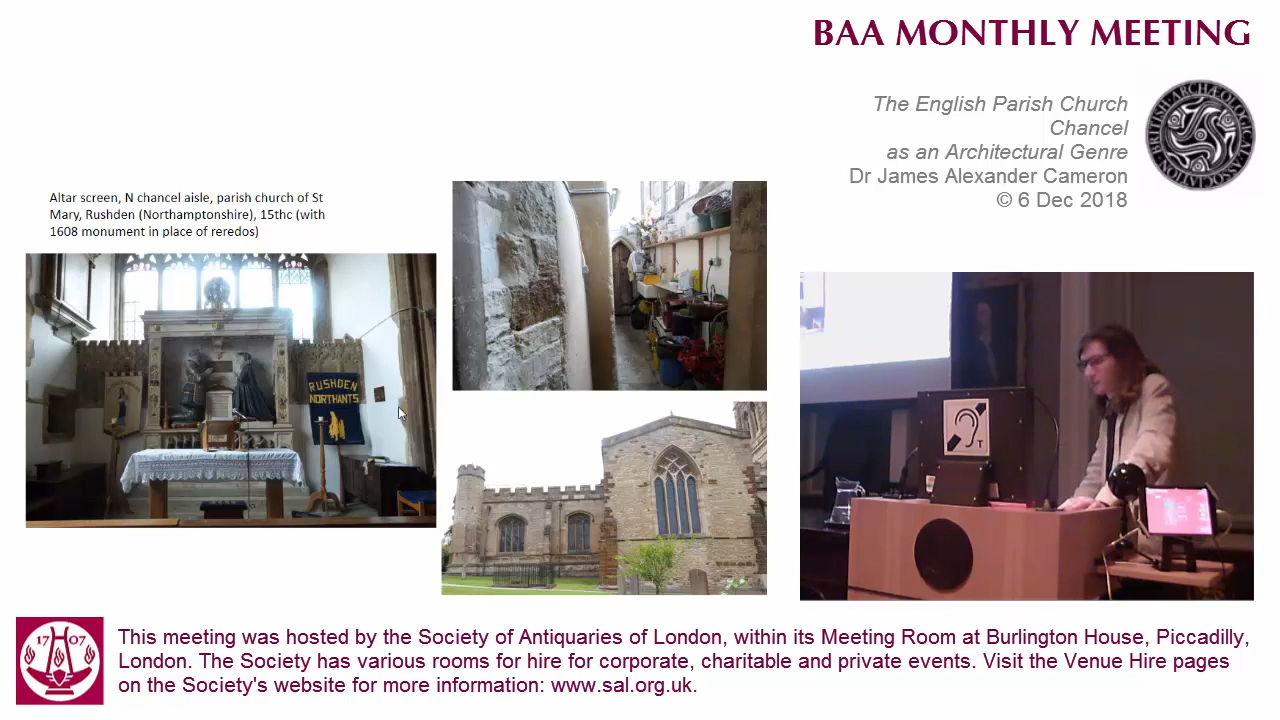 BAA MONTHLY MEETING
The English Parish Church
Chancel
as an Architectural Genre
Dr James Alexander Cameron
© 6 Dec 2018
BRITISH ARCHÆOLOGICAL ASSOCIATION
Altar screen, N chancel aisle, parish church of St
Mary, Rushden (Northamptonshire), 15thc (with
1608 monument in place of reredos)
RUSHDEN
NORTHANTS
T
1707
This meeting was hosted by the Society of Antiquaries of London, within its Meeting Room at Burlington House, Piccadilly,
London. The Society has various rooms for hire for corporate, charitable and private events. Visit the Venue Hire pages
on the Society's website for more information: www.sal.org.uk.